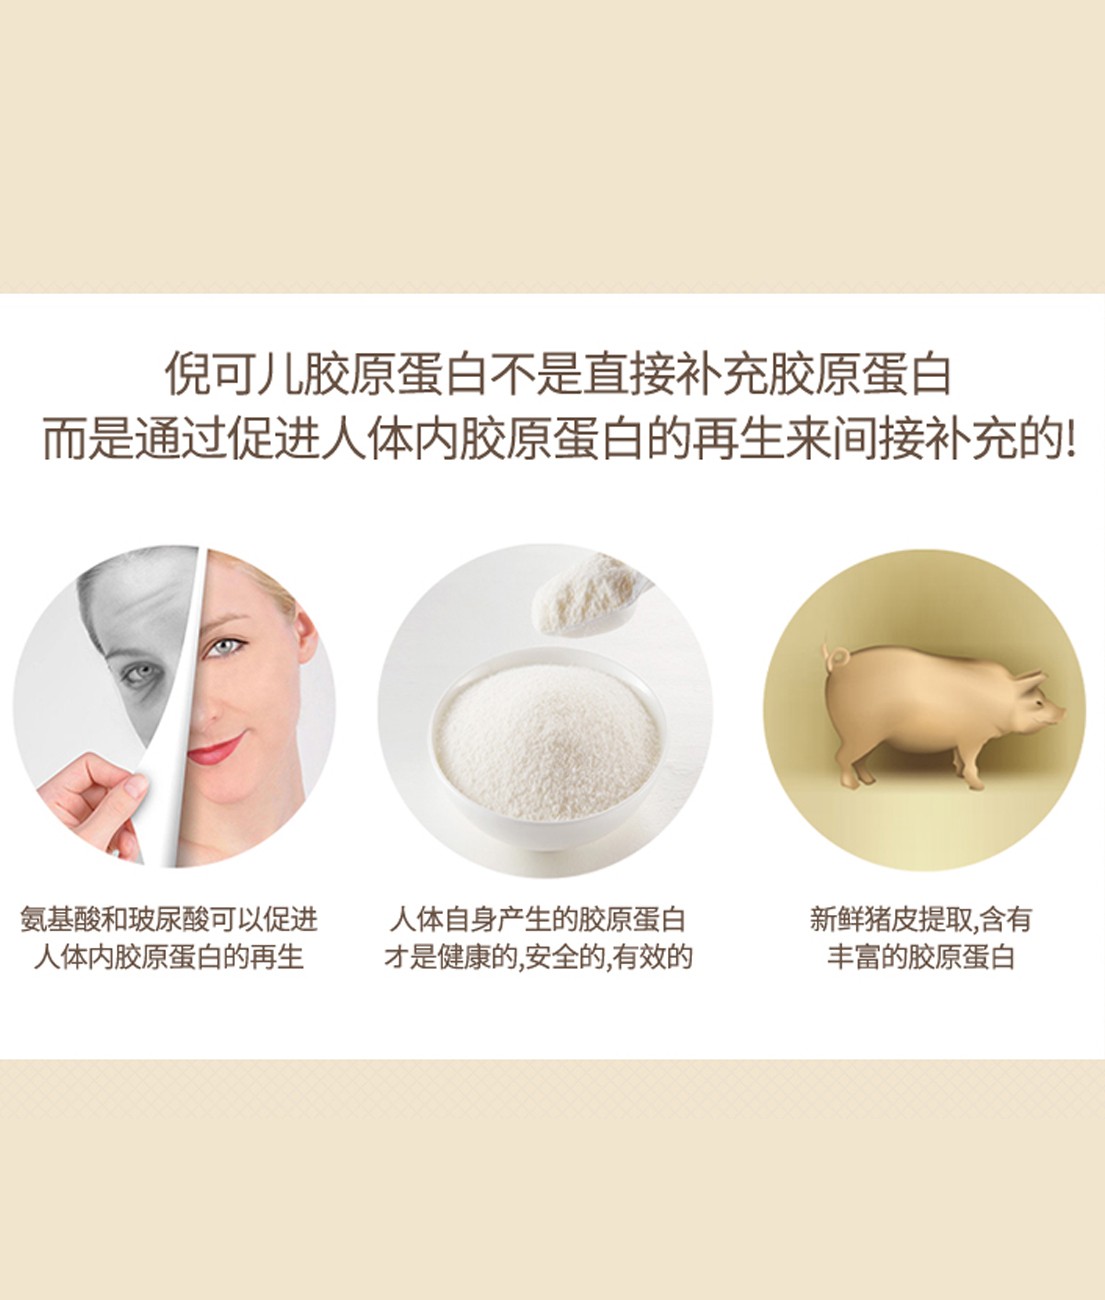 倪可儿胶原蛋白不是直接补充胶原蛋白
而是通过促进人体内胶原蛋白的再生来间接补充的!
氨基酸和玻尿酸可以促进
人体内胶原蛋白的再生
人体自身产生的胶原蛋白
才是健康的,安全的,有效的
新鲜猪皮提取,含有
丰富的胶原蛋白